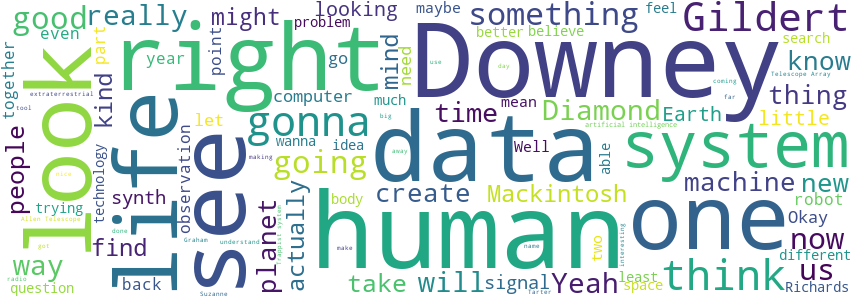 good
really
might
looking
maybe
something
feel
Gildert
even
problem
better
believe
search
part
year
point
go
mind
need
right
Downey
know
together
look
extraterrestrial
tool
kind
life
see
computer
much
use
day
coming
far
Telescope Array
thing
let
gonna
wanna
idea
big
time
mean
Diamond
Earth
little
artificial intelligence
people
technology
observation
going
data
away
Well
able
system
making
nice
trying
synth
planet
actually
body
create
Mackintosh
machine
new
robot
Allen Telescope
done
find
Graham
understand
trappist system
human
two
interesting
one
Okay
now
us
different
got
way
make
name
least
think
question
radio
back
Suzanne
take
will
signal
Tarter
Yeah
space
Richards